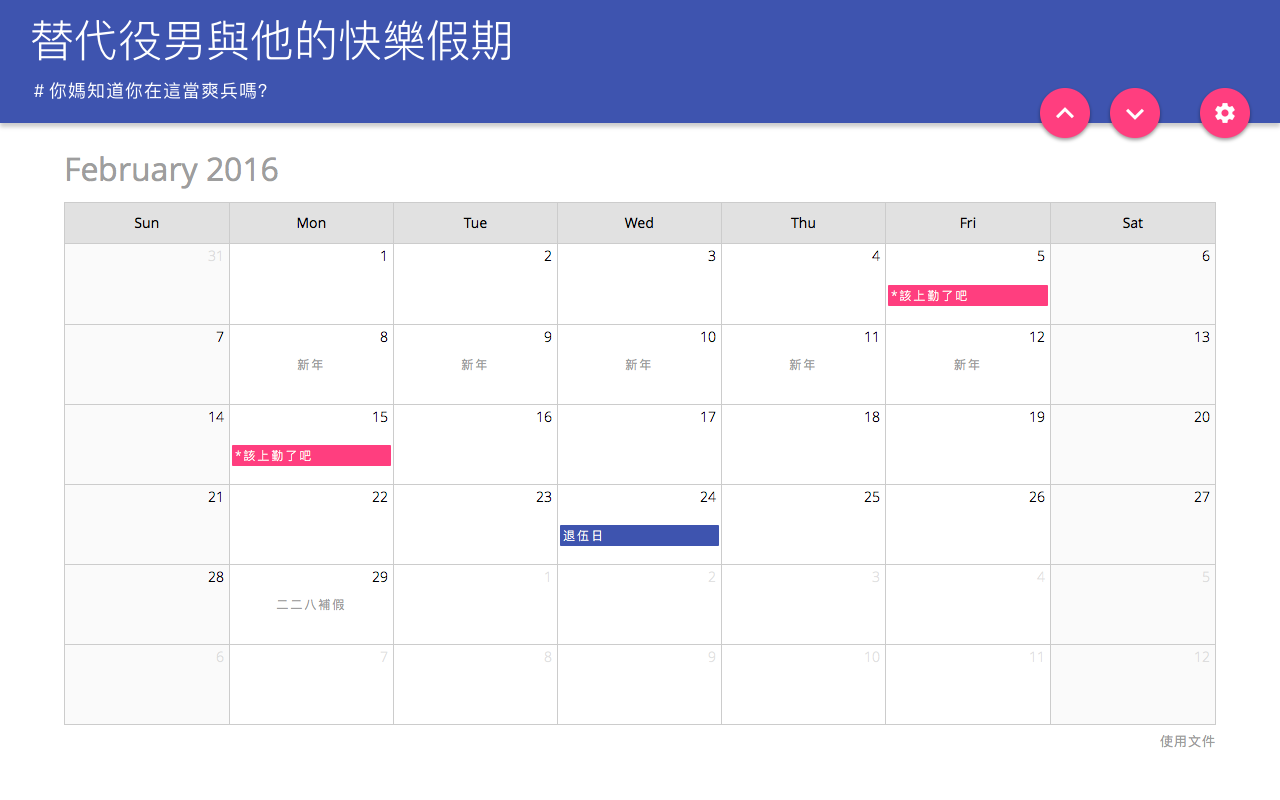 替代役男與他的快樂假期
# 你媽知道你在這當爽兵嗎?
February 2016
Sun Mon Tue Wed Thu Fri Sat
31 1 2 3 4 5 6
*該上勤了吧
7 8 9 10 11 12 13
新年 新年 新年 新年 新年
14 15 16 17 18 19 20
*該上勤了吧
21 22 23 24 25 26 27
退伍日
28 29 1 2 3 4 5
二二八補假
6 7 8 9 10 11 12
使用文件